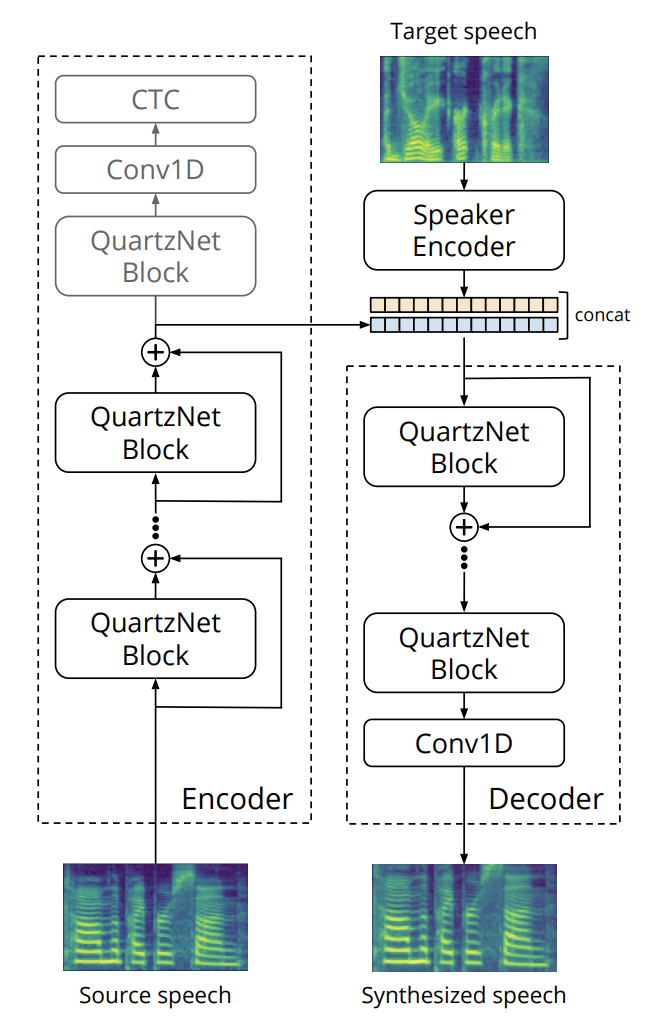 Target speech
CTC
Conv1D
QuartzNet
Block
Speaker
Encoder
concat
QuartzNet
Block
QuartzNet
Block
QuartzNet
Block
QuartzNet
Block
Conv1D
Encoder
Decoder
Source speech
Synthesized speech